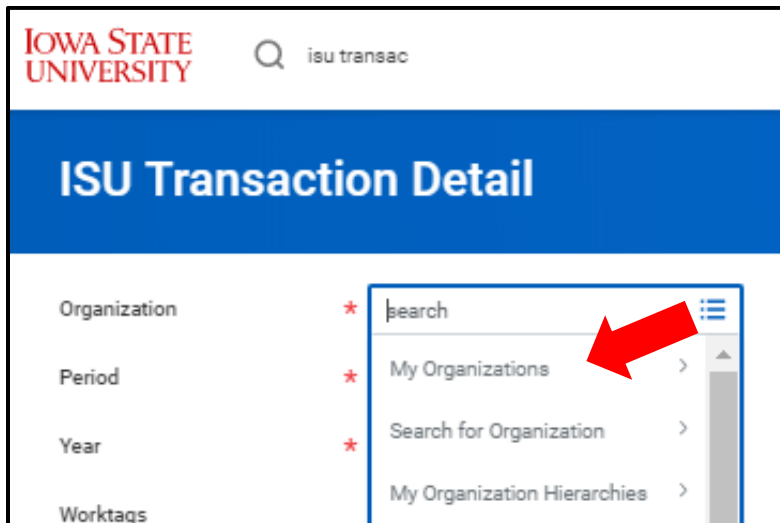 IOWA STATE
UNIVERSITY
isu transac
ISU Transaction Detail
Organization * search
My Organizations
Period *
Search for Organization
Year *
My Organization Hierarchies
Worktags